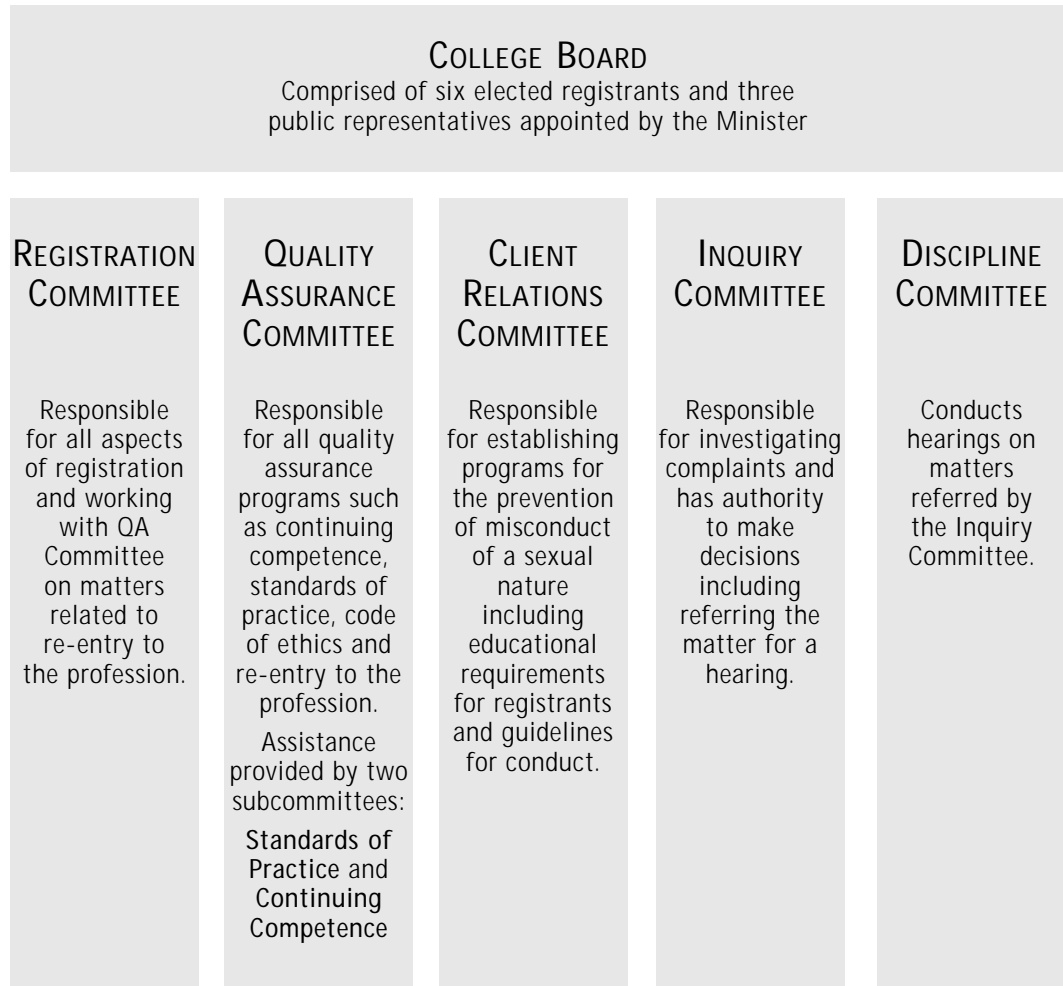 COLLEGE BOARD
Comprised of six elected registrants and three
public representatives appointed by the Minister
REGISTRATION
COMMITTEE
Responsible
for all aspects
of registration
and working
with QA
Committee
on matters
related to
re-entry to
the profession.
QUALITY
ASSURANCE
COMMITTEE
Responsible
for all quality
assurance
programs such
as continuing
competence,
standards of
practice, code
of ethics and
re-entry to the
profession.
Assistance
provided by two
subcommittees:
Standards of
Practice and
Continuing
Competence
CLIENT
RELATIONS
COMMITTEE
Responsible
for establishing
programs for
the prevention
of misconduct
of a sexual
nature
including
educational
requirements
for registrants
and guidelines
for conduct.
INQUIRY
COMMITTEE
Responsible
for investigating
complaints and
has authority
to make
decisions
including
referring the
matter for a
hearing.
DISCIPLINE
COMMITTEE
Conducts
hearings on
matters
referred by
the Inquiry
Committee.